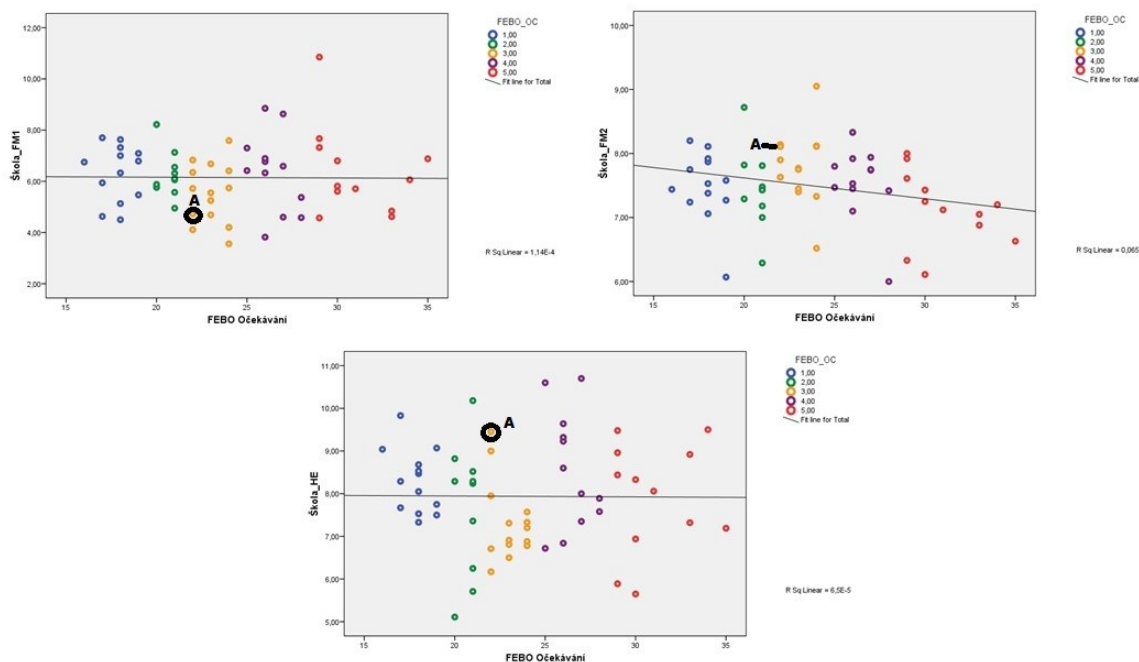 FEBO_OC
1,00
2,00
3,00
4,00
5,00
Fit line for Total
12,00
10,00
8,00
6,00
4,00
2,00
Škola_FM1
A
15
20
25
30
35
FEBO Očekávání
R Sq Linear = 1,14E-4
FEBO_OC
1,00
2,00
3,00
4,00
5,00
Fit line for Total
10,00
9,00
8,00
7,00
6,00
Škola_FM2
A
15
20
25
30
35
FEBO Očekávání
R Sq Linear = 0,065
FEBO_OC
1,00
2,00
3,00
4,00
5,00
Fit line for Total
11,00
10,00
9,00
8,00
7,00
6,00
5,00
Škola_HE
A
15
20
25
30
35
FEBO Očekávání
R Sq Linear = 6,5E-5